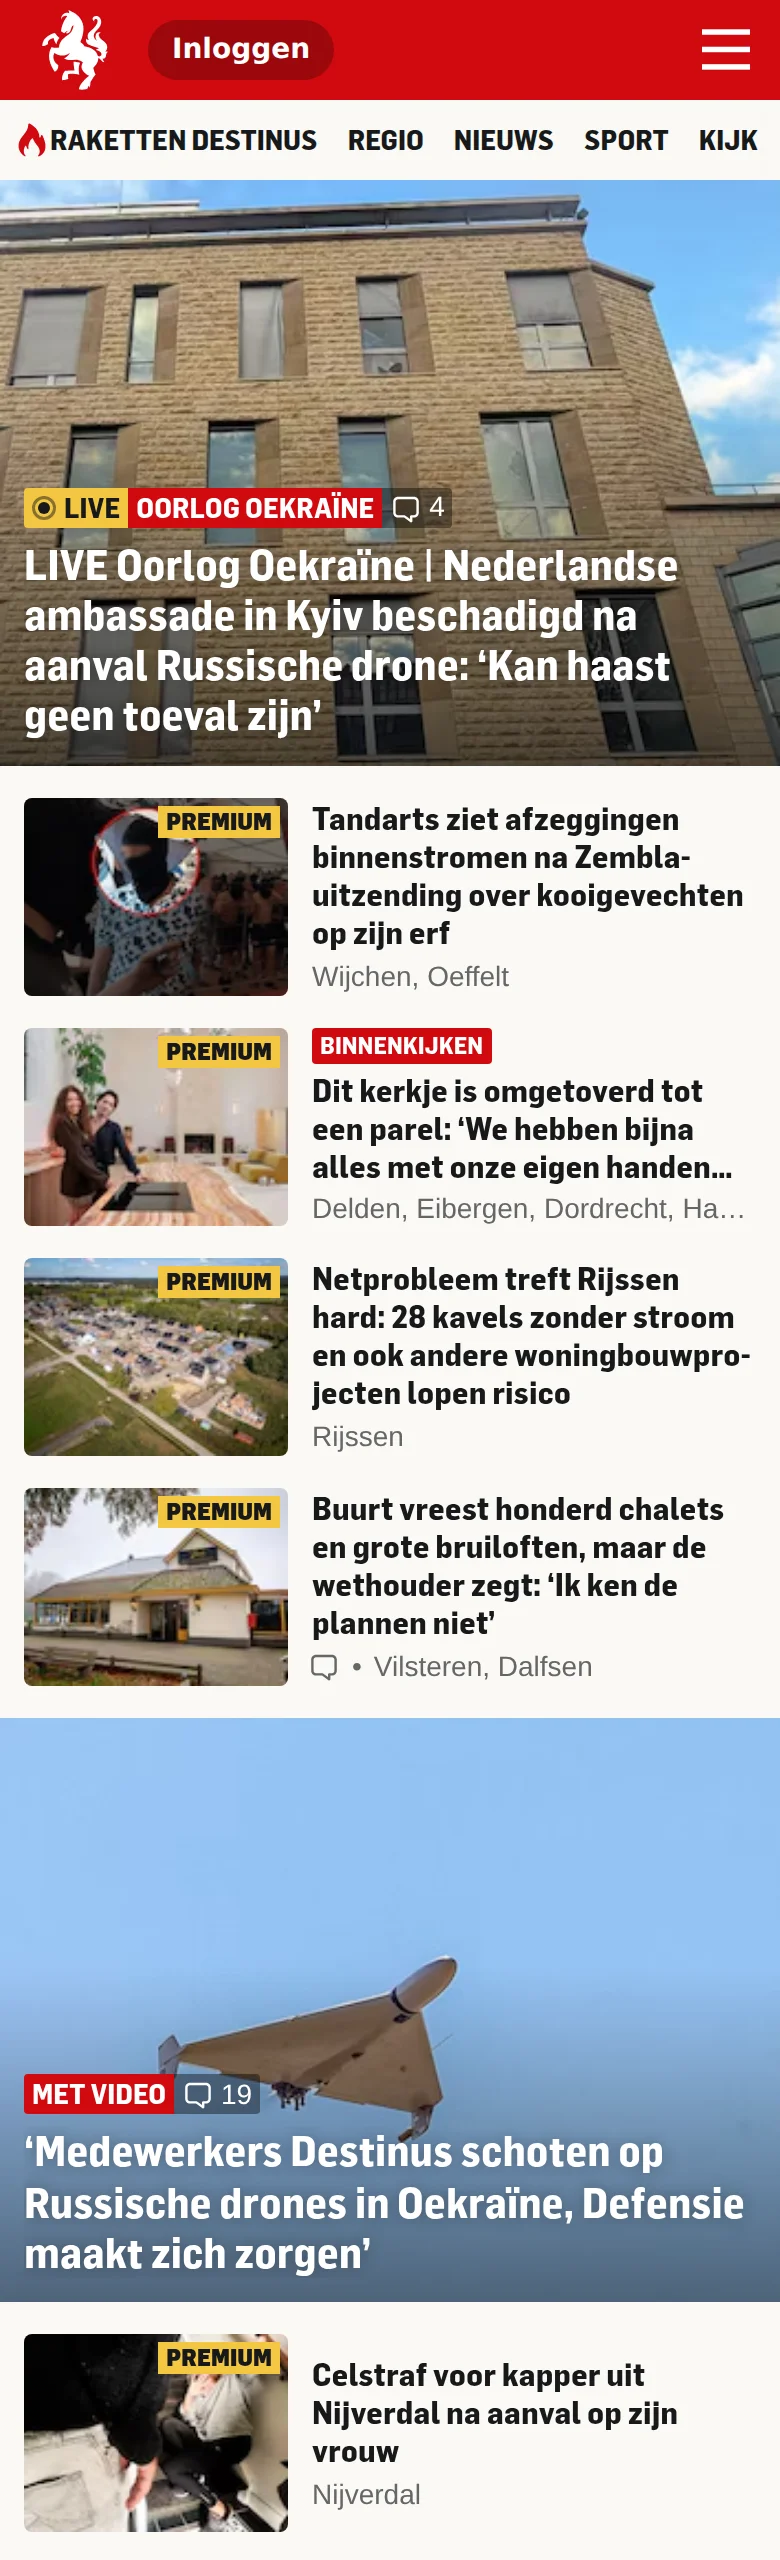 Inloggen
RAKETTEN DESTINUS REGIO NIEUWS SPORT KIJK
LIVE OORLOG OEKRAÏNE 4
LIVE Oorlog Oekraïne | Nederlandse
ambassade in Kyiv beschadigd na
aanval Russische drone: ‘Kan haast
geen toeval zijn’
PREMIUM
Tandarts ziet afzeggingen
binnenstromen na Zembla-
uitzending over kooigevechten
op zijn erf
Wijchen, Oeffelt
PREMIUM
BINNENKIJKEN
Dit kerkje is omgetoverd tot
een parel: ‘We hebben bijna
alles met onze eigen handen...
Delden, Eibergen, Dordrecht, Ha...
PREMIUM
Netprobleem treft Rijssen
hard: 28 kavels zonder stroom
en ook andere woningbouwpro-
jecten lopen risico
Rijssen
PREMIUM
Buurt vreest honderd chalets
en grote bruiloften, maar de
wethouder zegt: ‘Ik ken de
plannen niet’
• Vilsteren, Dalfsen
MET VIDEO 19
‘Medewerkers Destinus schoten op
Russische drones in Oekraïne, Defensie
maakt zich zorgen’
PREMIUM
Celstraf voor kapper uit
Nijverdal na aanval op zijn
vrouw
Nijverdal